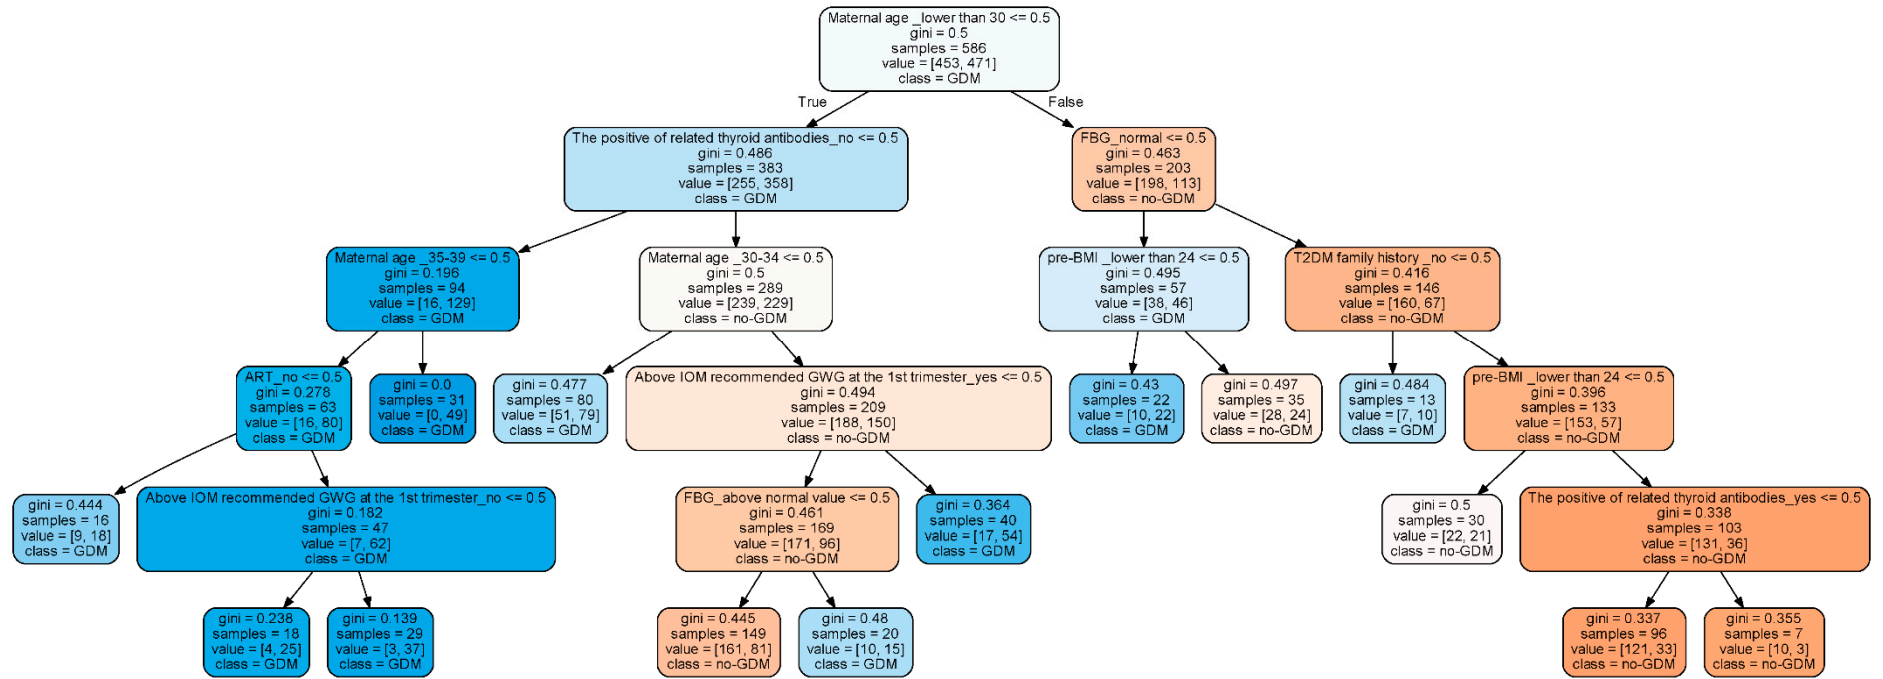 Maternal age _lower than 30 <= 0.5
gini = 0.5
samples = 586
value = [453, 471]
class = GDM
True
False
The positive of related thyroid antibodies_no <= 0.5
gini = 0.486
samples = 383
value = [255, 358]
class = GDM
FBG_normal <= 0.5
gini = 0.463
samples = 203
value = [198, 113]
class = no-GDM
Maternal age _35-39 <= 0.5
gini = 0.196
samples = 94
value = [16, 129]
class = GDM
Maternal age _30-34 <= 0.5
gini = 0.5
samples = 289
value = [239, 229]
class = no-GDM
pre-BMI _lower than 24 <= 0.5
gini = 0.495
samples = 57
value = [38, 46]
class = GDM
T2DM family history _no <= 0.5
gini = 0.416
samples = 146
value = [160, 67]
class = no-GDM
ART_no <= 0.5
gini = 0.278
samples = 63
value = [16, 80]
class = GDM
gini = 0.0
samples = 31
value = [0, 49]
class = GDM
gini = 0.477
samples = 80
value = [51, 79]
class = GDM
Above IOM recommended GWG at the 1st trimester_yes <= 0.5
gini = 0.494
samples = 209
value = [188, 150]
class = no-GDM
gini = 0.43
samples = 22
value = [10, 22]
class = GDM
gini = 0.497
samples = 35
value = [28, 24]
class = no-GDM
gini = 0.484
samples = 13
value = [7, 10]
class = GDM
pre-BMI _lower than 24 <= 0.5
gini = 0.396
samples = 133
value = [153, 57]
class = no-GDM
gini = 0.444
samples = 16
value = [9, 18]
class = GDM
Above IOM recommended GWG at the 1st trimester_no <= 0.5
gini = 0.182
samples = 47
value = [7, 62]
class = GDM
FBG_above normal value <= 0.5
gini = 0.461
samples = 169
value = [171, 96]
class = no-GDM
gini = 0.364
samples = 40
value = [17, 54]
class = GDM
gini = 0.5
samples = 30
value = [22, 21]
class = no-GDM
The positive of related thyroid antibodies_yes <= 0.5
gini = 0.338
samples = 103
value = [131, 36]
class = no-GDM
gini = 0.238
samples = 18
value = [4, 25]
class = GDM
gini = 0.139
samples = 29
value = [3, 37]
class = GDM
gini = 0.445
samples = 149
value = [161, 81]
class = no-GDM
gini = 0.48
samples = 20
value = [10, 15]
class = GDM
gini = 0.337
samples = 96
value = [121, 33]
class = no-GDM
gini = 0.355
samples = 7
value = [10, 3]
class = no-GDM